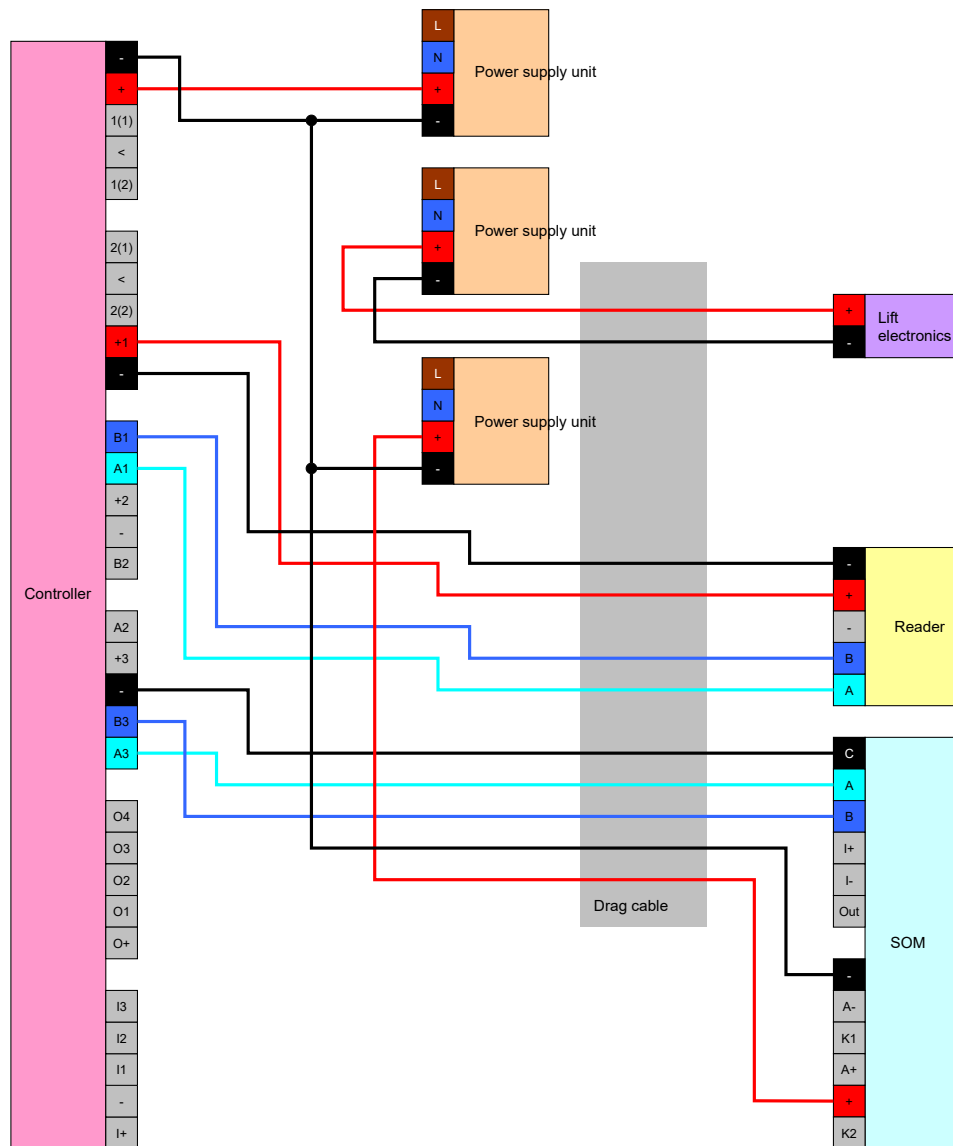 Controller
-
+
1(1)
<
1(2)
2(1)
<
2(2)
+1
-
B1
A1
+2
-
B2
A2
+3
-
B3
A3
O4
O3
O2
O1
O+
I3
I2
I1
-
I+
L
N
+
-
Power supply unit
L
N
+
-
Power supply unit
L
N
+
-
Power supply unit
Drag cable
+
-
Lift
electronics
-
+
-
B
A
Reader
C
A
B
I+
I-
Out
-
A-
K1
A+
+
K2
SOM